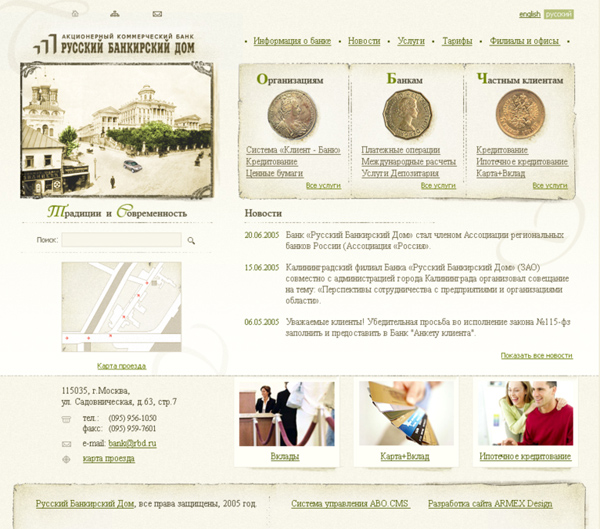 english русский
АКЦИОНЕРНЫЙ КОММЕРЧЕСКИЙ БАНК
РУССКИЙ БАНКИРСКИЙ ДОМ
• Информация о банке • Новости • Услуги • Тарифы • Филиалы и офисы •
Организациям
Система «Клиент - Банк»
Кредитование
Ценные бумаги
Все услуги
Банкам
Платежные операции
Международные расчеты
Услуги Депозитария
Все услуги
Частным клиентам
Кредитование
Ипотечное кредитование
Карта+Вклад
Все услуги
Традиции и Современность
Поиск:
Карта проезда
Новости
20.06.2005 Банк «Русский Банкирский Дом» стал членом Ассоциации региональных
банков России (Ассоциация «Россия».
15.06.2005 Калининградский филиал Банка «Русский Банкирский Дом» (ЗАО)
совместно с администрацией города Калининграда организовал совещание
на тему: «Перспективы сотрудничества с предприятиями и организациями
области».
06.05.2005 Уважаемые клиенты! Убедительная просьба во исполнение закона №115-фз
заполнить и предоставить в Банк "Анкету клиента".
Показать все новости
115035, г.Москва,
ул. Садовническая, д.63, стр.7
тел.: (095) 956-1050
факс: (095) 959-7601
e-mail: bank@rbd.ru
карта проезда
Вклады
Карта+Вклад
Ипотечное кредитование
Русский Банкирский Дом, все права защищены, 2005 год.
Система управления ABO.CMS
Разработка сайта ARMEX Design